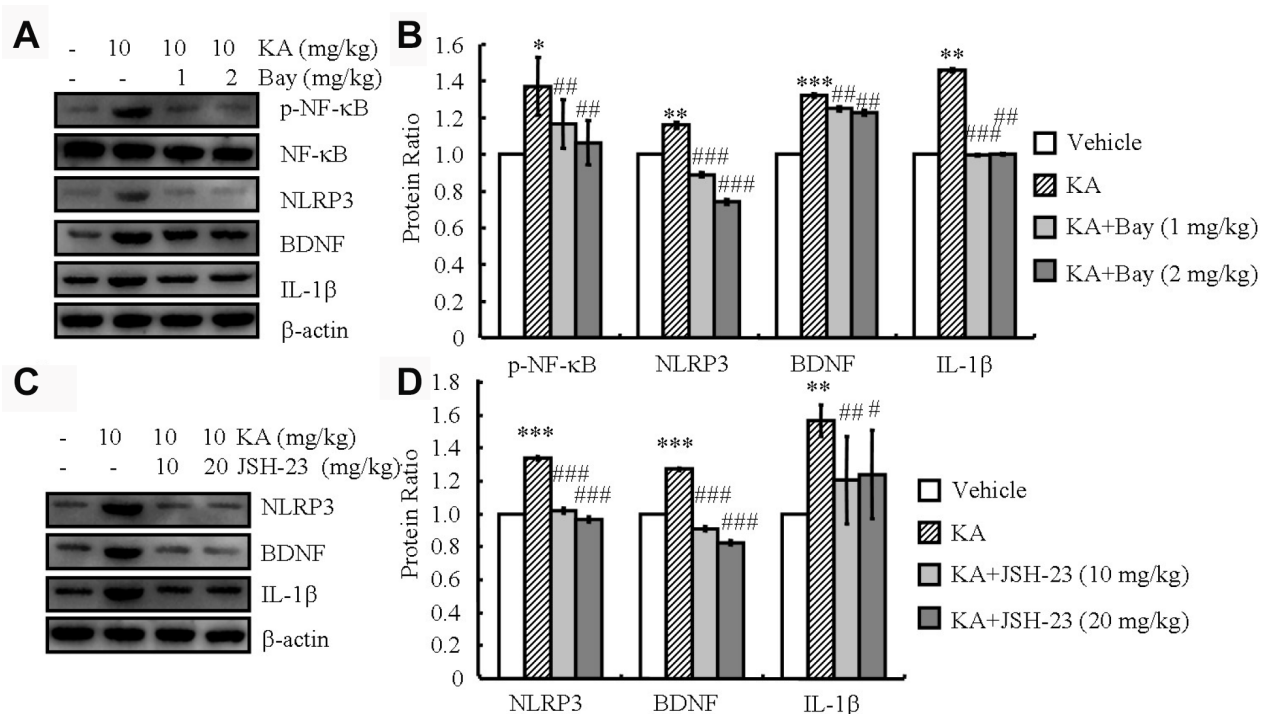 A
- 10 10 10 KA (mg/kg)
- - 1 2 Bay (mg/kg)
p-NF-κB
NF-κB
NLRP3
BDNF
IL-1β
β-actin
B
Protein Ratio
1.6
1.4
1.2
1.0
0.8
0.6
0.4
0.2
0
* ## ##
** ### ###
*** ## ##
** ### ##
p-NF-κB NLRP3 BDNF IL-1β
Vehicle
KA
KA+Bay (1 mg/kg)
KA+Bay (2 mg/kg)
C
- 10 10 10 KA (mg/kg)
- - 10 20 JSH-23 (mg/kg)
NLRP3
BDNF
IL-1β
β-actin
D
Protein Ratio
1.8
1.6
1.4
1.2
1.0
0.8
0.6
0.4
0.2
0
*** ### ###
*** ### ###
** ## #
NLRP3 BDNF IL-1β
Vehicle
KA
KA+JSH-23 (10 mg/kg)
KA+JSH-23 (20 mg/kg)